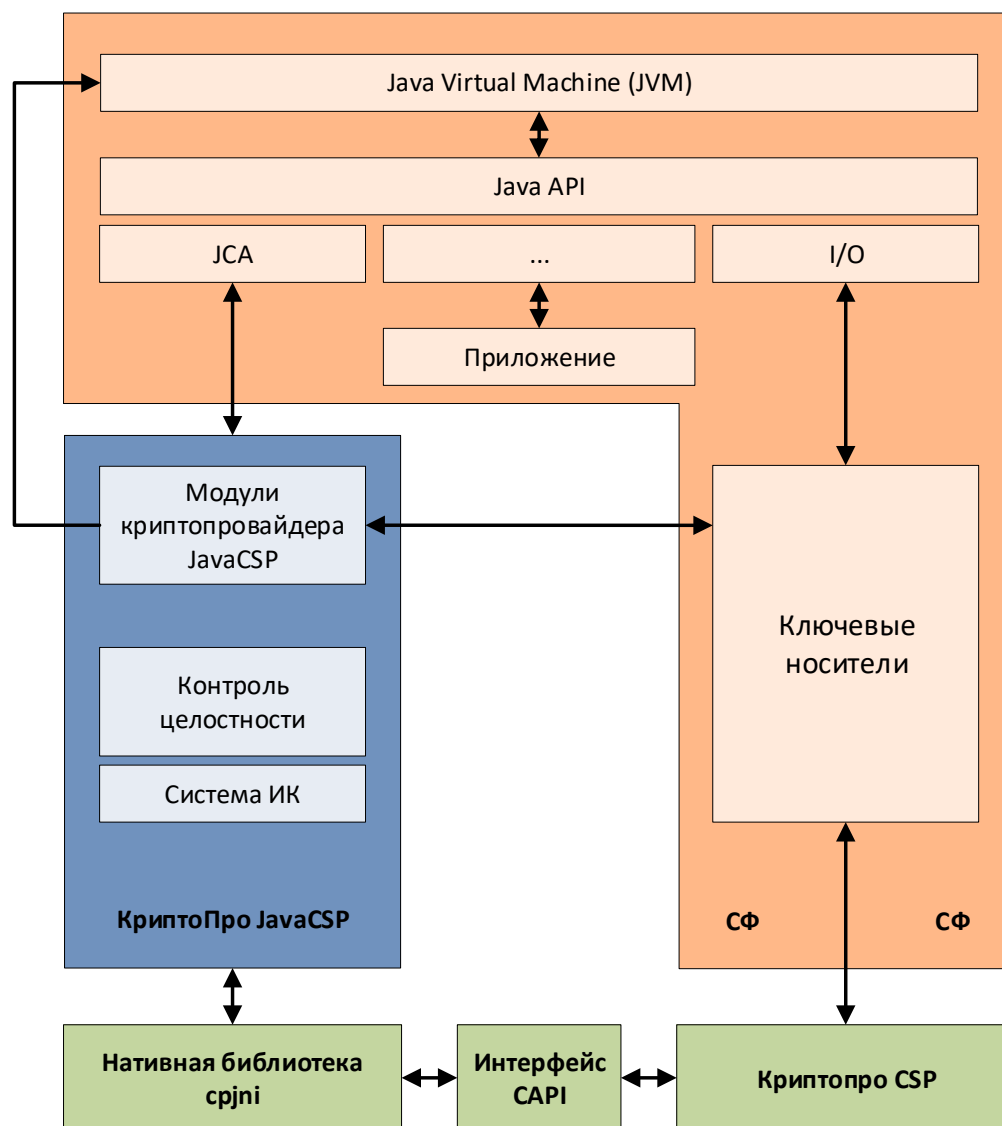 Java Virtual Machine (JVM)
Java API
JCA
...
I/O
Приложение
Модули
криптопровайдера
JavaCSP
Ключевые
носители
Контроль
целостности
Система ИК
КриптоПро JavaCSP
СФ
СФ
Нативная библиотека
cpjni
Интерфейс
CAPI
Криптопро CSP